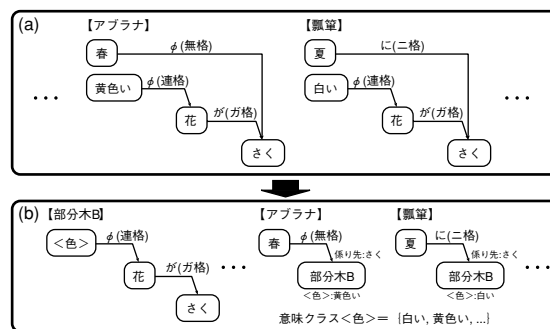 (a)
【アブラナ】
【瓢箪】
春
φ(無格)
夏
に(ニ格)
黄色い
φ(連格)
白い
φ(連格)
・・・
花
が(ガ格)
花
が(ガ格)
・・・
さく
さく
(b)
【部分木B】
【アブラナ】
【瓢箪】
<色>
φ(連格)
春
φ(無格)
夏
に(ニ格)
花
が(ガ格)
・・・
係り先:さく
・・・
係り先:さく
部分木B
部分木B
さく
<色>:黄色い
<色>:白い
意味クラス<色>= {白い, 黄色い, ...}